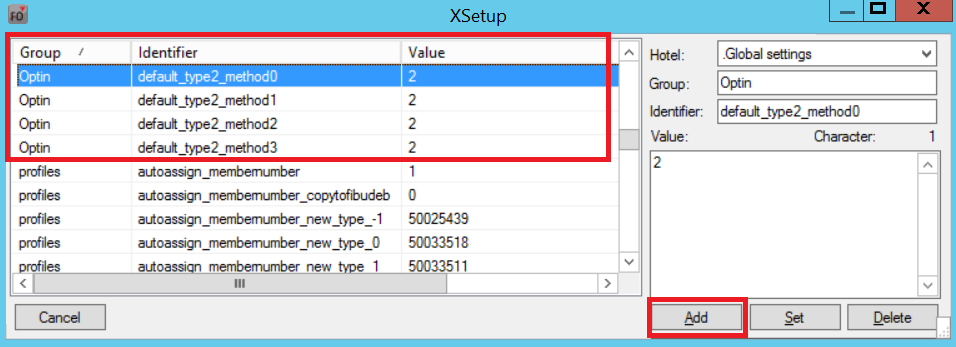 FO XSetup X
Group / Identifier Value
Optin default_type2_method0 2
Optin default_type2_method1 2
Optin default_type2_method2 2
Optin default_type2_method3 2
profiles autoassign_membernumber 1
profiles autoassign_membernumber_copytofibudeb 0
profiles autoassign_membernumber_new_type_-1 50025439
profiles autoassign_membernumber_new_type_0 50033518
profiles autoassign_membernumber_new_type_1 50033511
Cancel
Hotel: .Global settings
Group: Optin
Identifier: default_type2_method0
Value: Character: 1
2
Add Set Delete